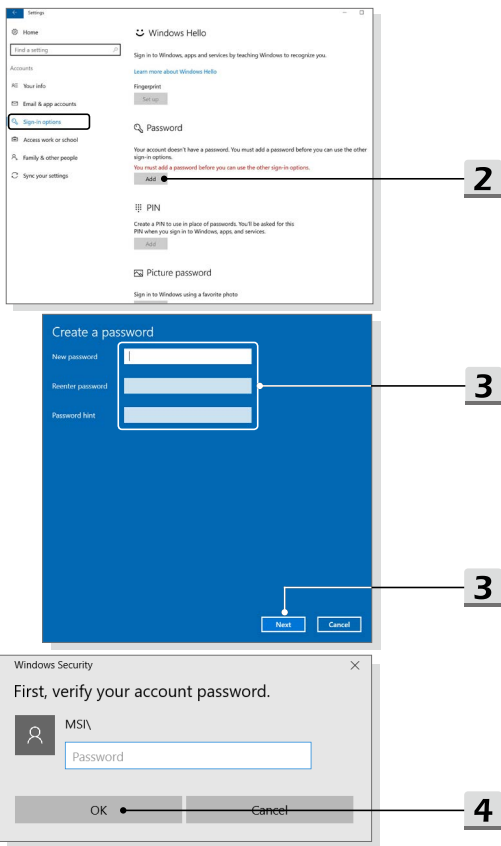 Settings
Home
Find a setting
Accounts
Your info
Email & app accounts
Sign-in options
Access work or school
Family & other people
Sync your settings
Windows Hello
Sign in to Windows, apps and services by teaching Windows to recognize you.
Learn more about Windows Hello
Fingerprint
Set up
Password
Your account doesn't have a password. You must add a password before you can use the other
sign-in options.
You must add a password before you can use the other sign-in options.
Add
2
PIN
Create a PIN to use in place of passwords. You'll be asked for this
PIN when you sign in to Windows, apps, and services.
Add
Picture password
Sign in to Windows using a favorite photo
Create a password
New password
Reenter password
3
Password hint
3
Next Cancel
Windows Security
First, verify your account password.
MSI\
Password
OK Cancel
4